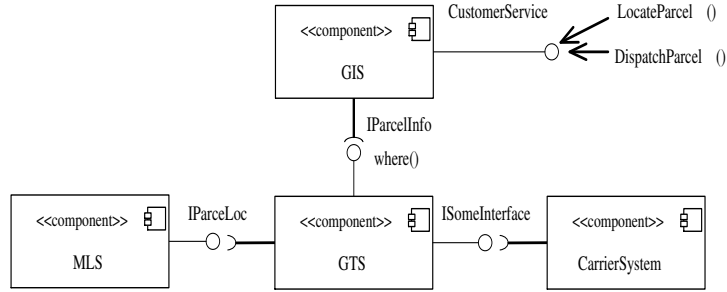 CustomerService
LocateParcel ()
<<component>>
GIS
DispatchParcel ()
IParcelInfo
where()
<<component>>
MLS
IParceLoc
<<component>>
GTS
ISomeInterface
<<component>>
CarrierSystem